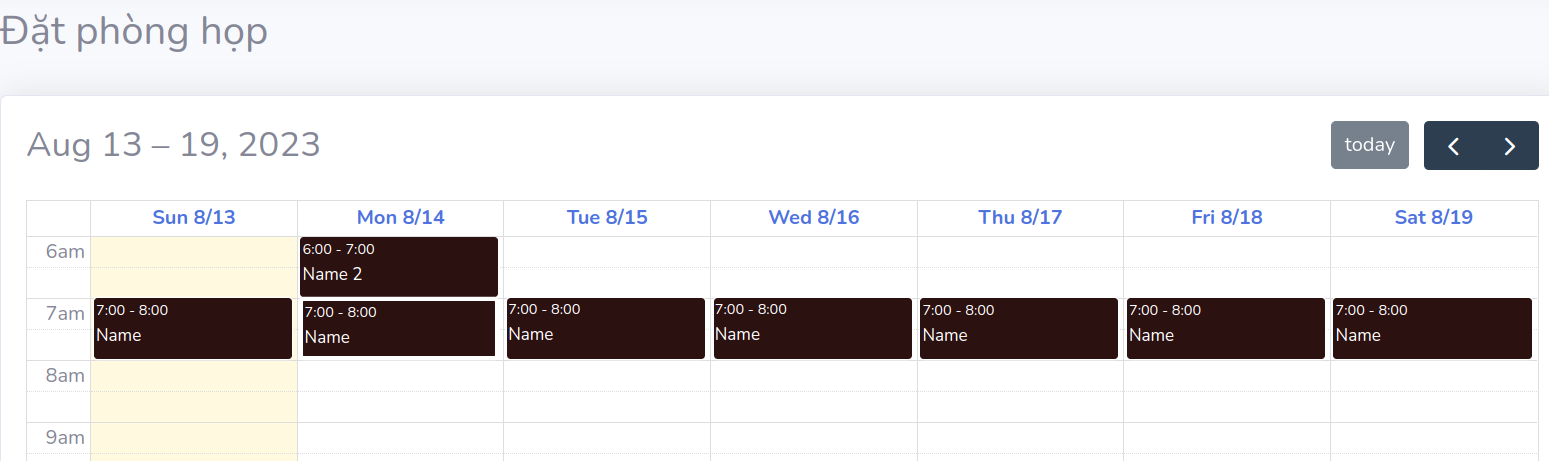 Đặt phòng họp
Aug 13 – 19, 2023
today
Sun 8/13 Mon 8/14 Tue 8/15 Wed 8/16 Thu 8/17 Fri 8/18 Sat 8/19
6am
6:00 - 7:00
Name 2
7am
7:00 - 8:00 7:00 - 8:00 7:00 - 8:00 7:00 - 8:00 7:00 - 8:00 7:00 - 8:00 7:00 - 8:00
Name Name Name Name Name Name Name
8am
9am